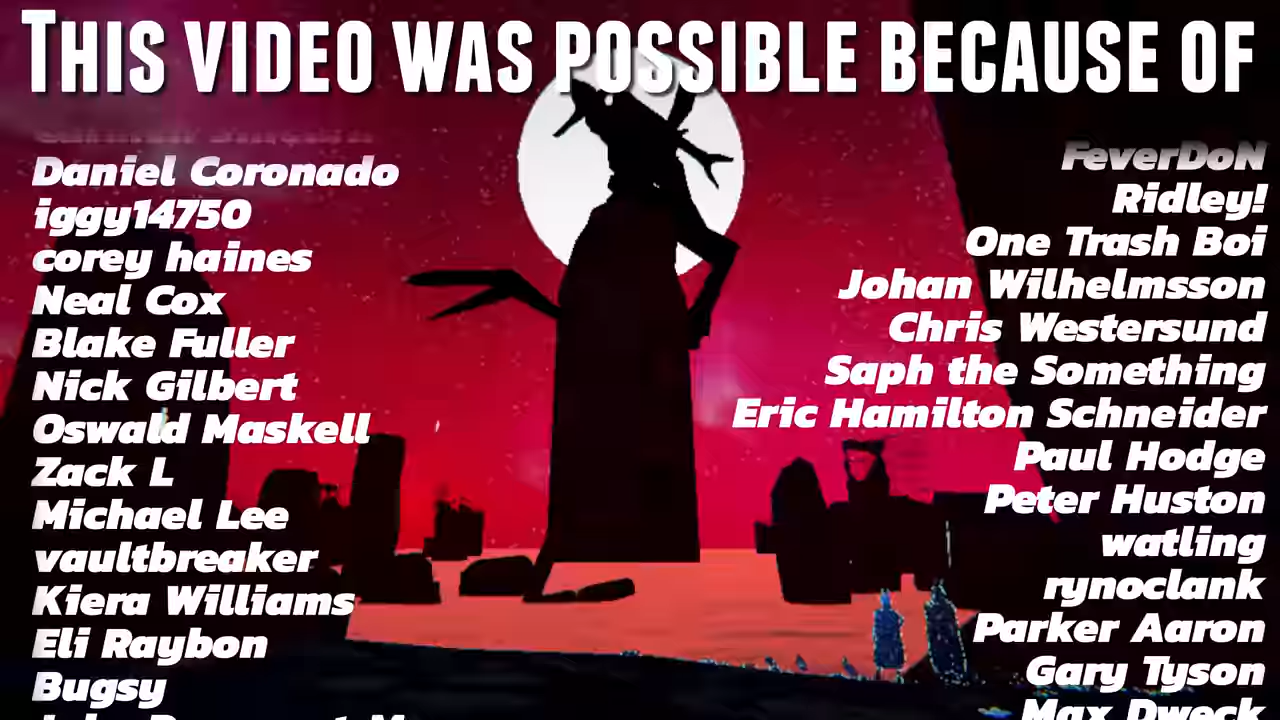 THIS VIDEO WAS POSSIBLE BECAUSE OF
Daniel Coronado
iggy14750
corey haines
Neal Cox
Blake Fuller
Nick Gilbert
Oswald Maskell
Zack L
Michael Lee
vaultbreaker
Kiera Williams
Eli Raybon
Bugsy
FeverDoN
Ridley!
One Trash Boi
Johan Wilhelmsson
Chris Westersund
Saph the Something
Eric Hamilton Schneider
Paul Hodge
Peter Huston
watling
rynoclank
Parker Aaron
Gary Tyson
Max Dweck